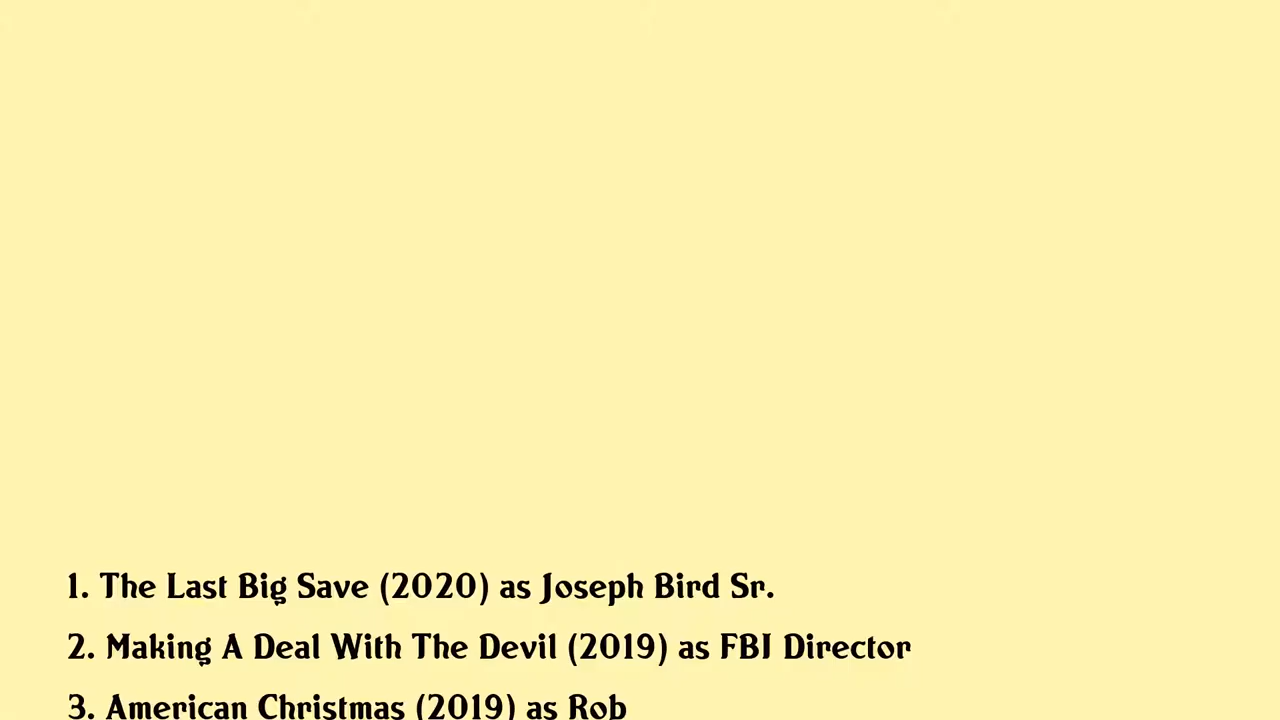 1. The Last Big Save (2020) as Joseph Bird Sr.
2. Making A Deal With The Devil (2019) as FBI Director
3. American Christmas (2019) as Rob